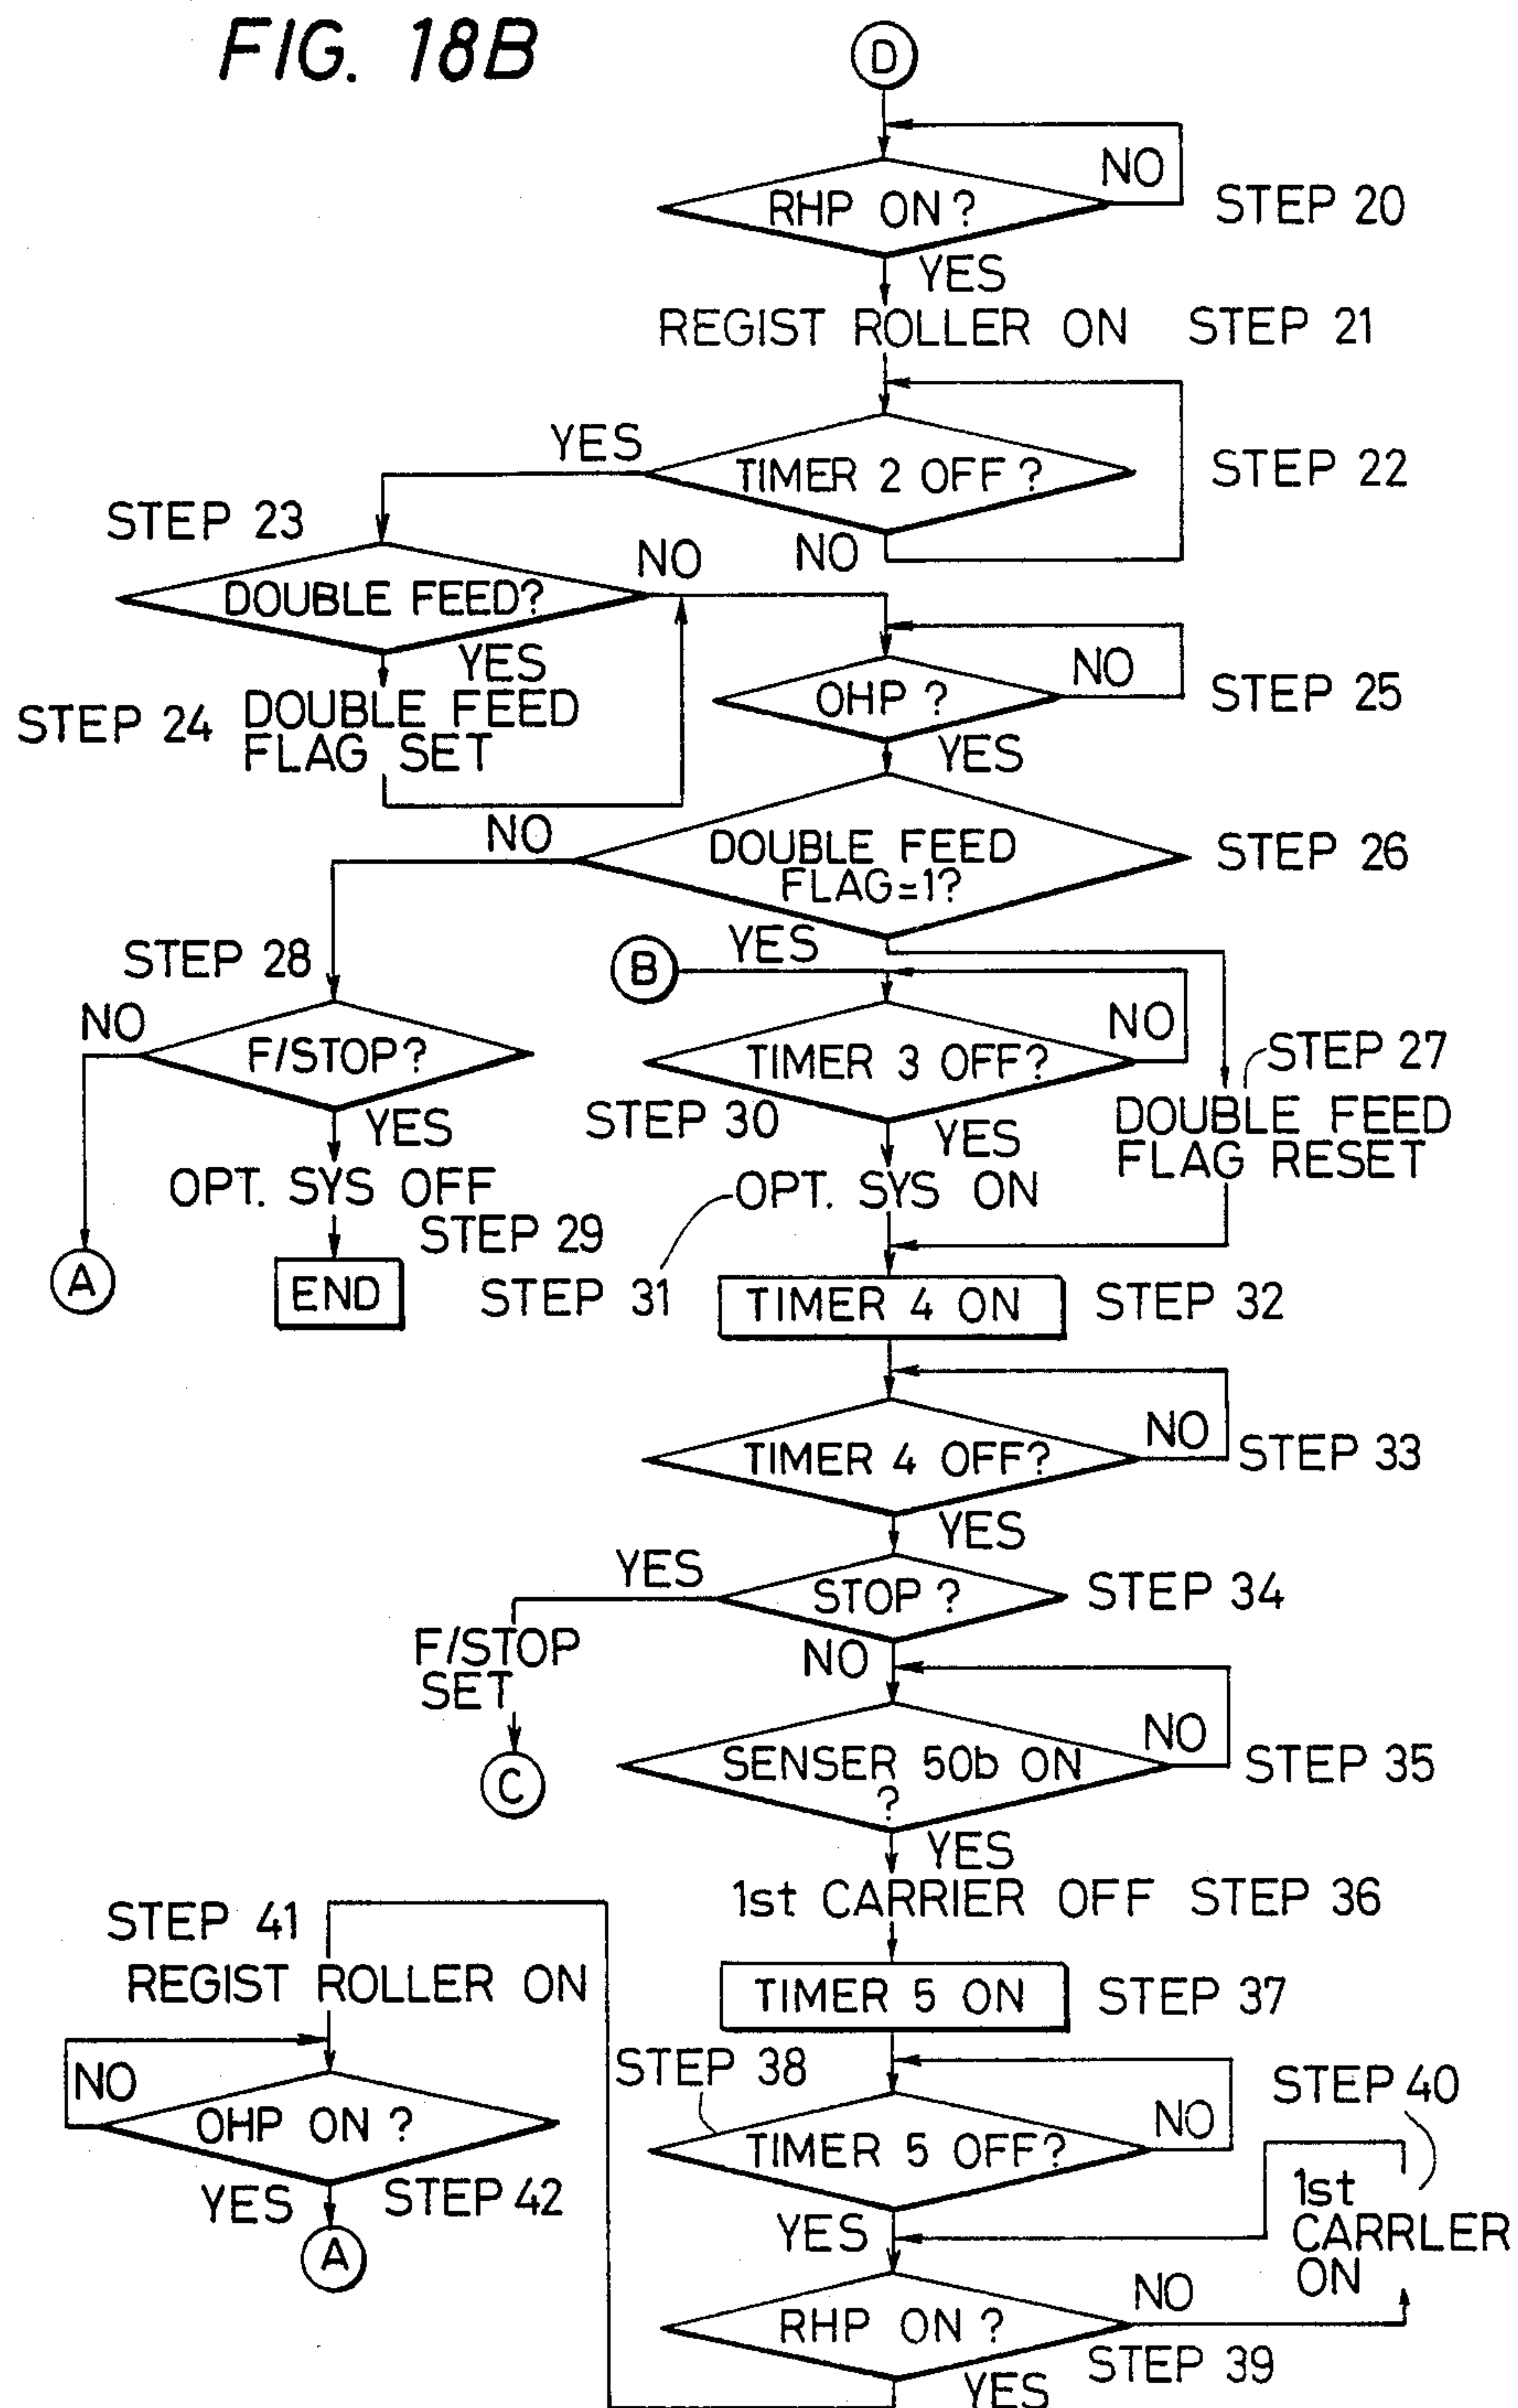 FIG. 18B
D
NO
RHP ON?
STEP 20
YES
REGIST ROLLER ON STEP 21
YES
TIMER 2 OFF?
STEP 22
NO
STEP 23
NO
DOUBLE FEED?
YES
STEP 24
DOUBLE FEED
FLAG SET
NO
OHP?
STEP 25
YES
NO
DOUBLE FEED
FLAG=1?
STEP 26
YES
STEP 28
B
NO
F/STOP?
NO
TIMER 3 OFF?
STEP 27
STEP 30
DOUBLE FEED
FLAG RESET
YES
YES
OPT. SYS OFF
OPT. SYS ON
STEP 29
A
END
STEP 31
TIMER 4 ON
STEP 32
NO
TIMER 4 OFF?
STEP 33
YES
YES
STOP?
STEP 34
F/STOP
SET
NO
C
NO
SENSER 50b ON
?
STEP 35
YES
1st CARRIER OFF STEP 36
STEP 41
REGIST ROLLER ON
TIMER 5 ON
STEP 37
NO
OHP ON?
STEP 38
NO
TIMER 5 OFF?
STEP 40
YES
STEP 42
A
YES
1st
CARRLER
ON
NO
RHP ON?
STEP 39
YES